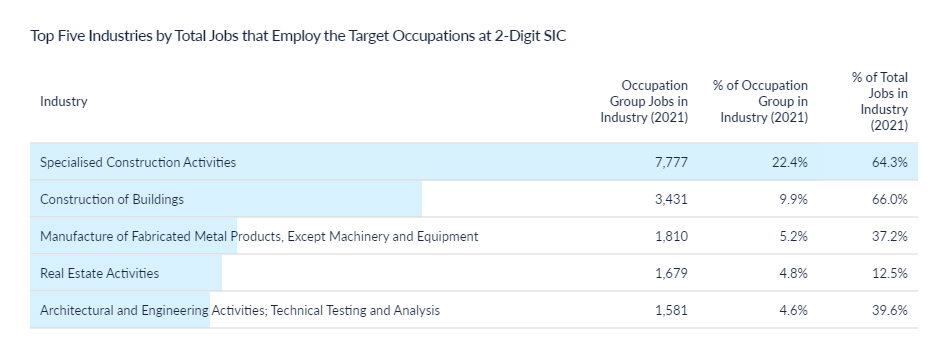 Top Five Industries by Total Jobs that Employ the Target Occupations at 2-Digit SIC
Industry
Occupation
Group Jobs in
Industry (2021)
% of Occupation
Group in
Industry (2021)
% of Total
Jobs in
Industry
(2021)
Specialised Construction Activities 7,777 22.4% 64.3%
Construction of Buildings 3,431 9.9% 66.0%
Manufacture of Fabricated Metal Products, Except Machinery and Equipment 1,810 5.2% 37.2%
Real Estate Activities 1,679 4.8% 12.5%
Architectural and Engineering Activities; Technical Testing and Analysis 1,581 4.6% 39.6%